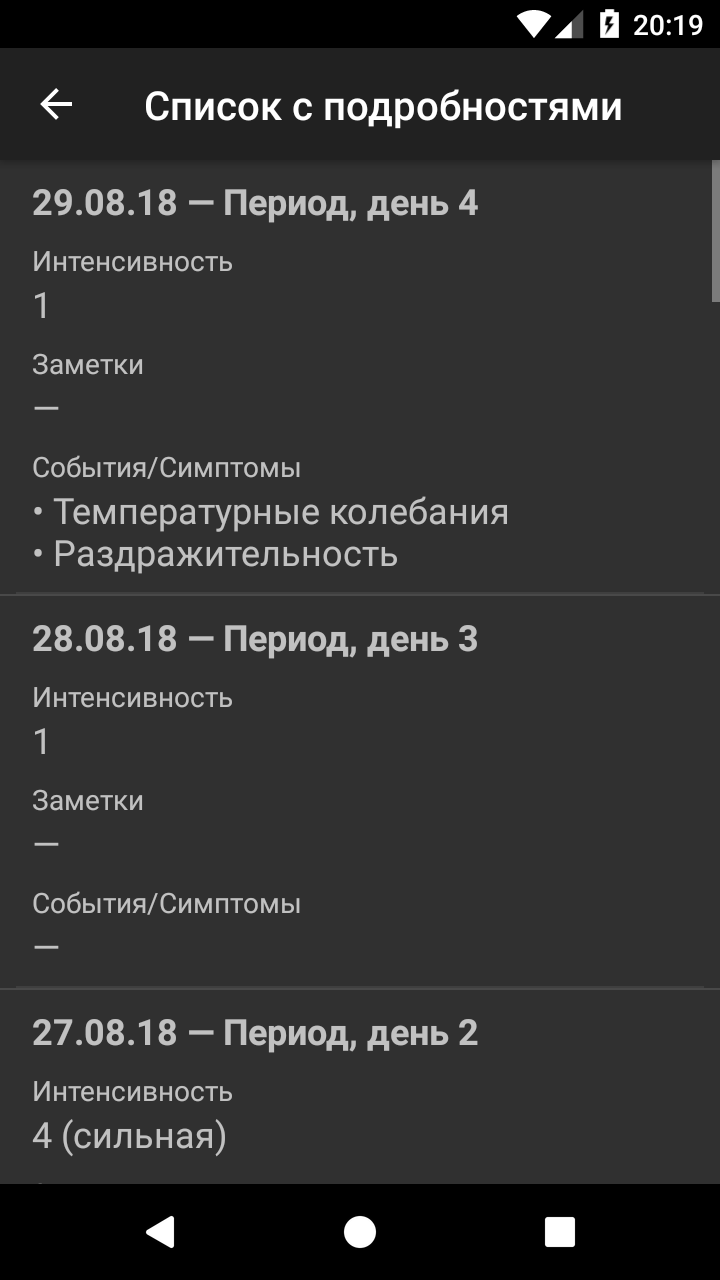 20:19
Список с подробностями
29.08.18 — Период, день 4
Интенсивность
1
Заметки
—
События/Симптомы
• Температурные колебания
• Раздражительность
28.08.18 — Период, день 3
Интенсивность
1
Заметки
—
События/Симптомы
—
27.08.18 — Период, день 2
Интенсивность
4 (сильная)